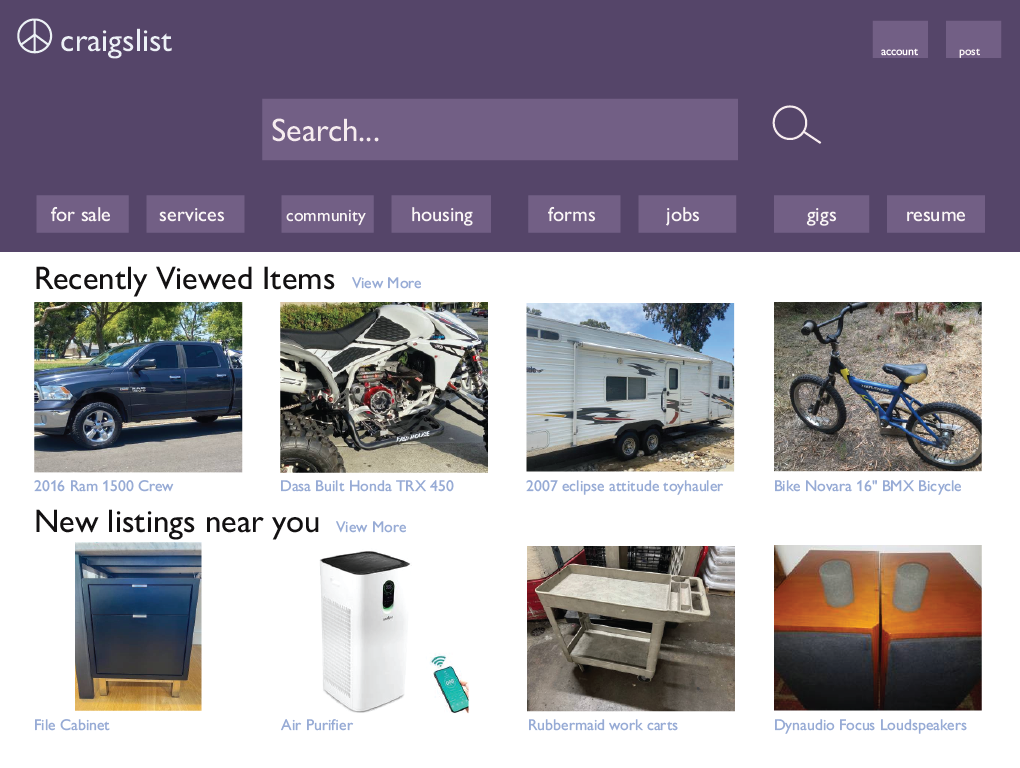 craigslist
account
post
Search...
for sale
services
community
housing
forms
jobs
gigs
resume
Recently Viewed Items
View More
FAST HOUSE
2016 Ram 1500 Crew
Dasa Built Honda TRX 450
2007 eclipse attitude toyhauler
Bike Novara 16" BMX Bicycle
New listings near you
View More
File Cabinet
Air Purifier
Rubbermaid work carts
Dynaudio Focus Loudspeakers